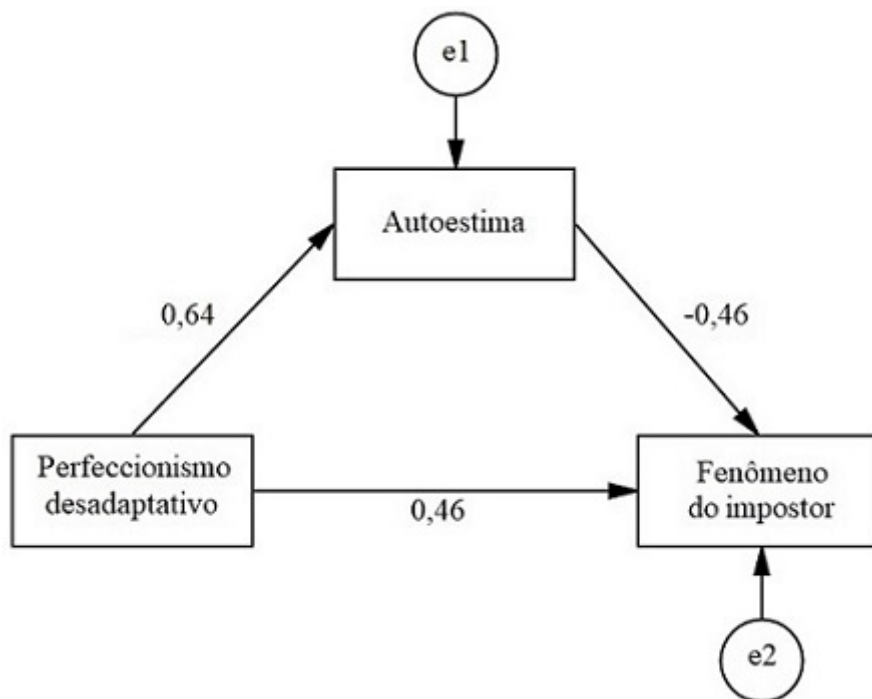 e1
Autoestima
0,64
-0,46
Perfeccionismo
desadaptativo
0,46
Fenômeno
do impostor
e2